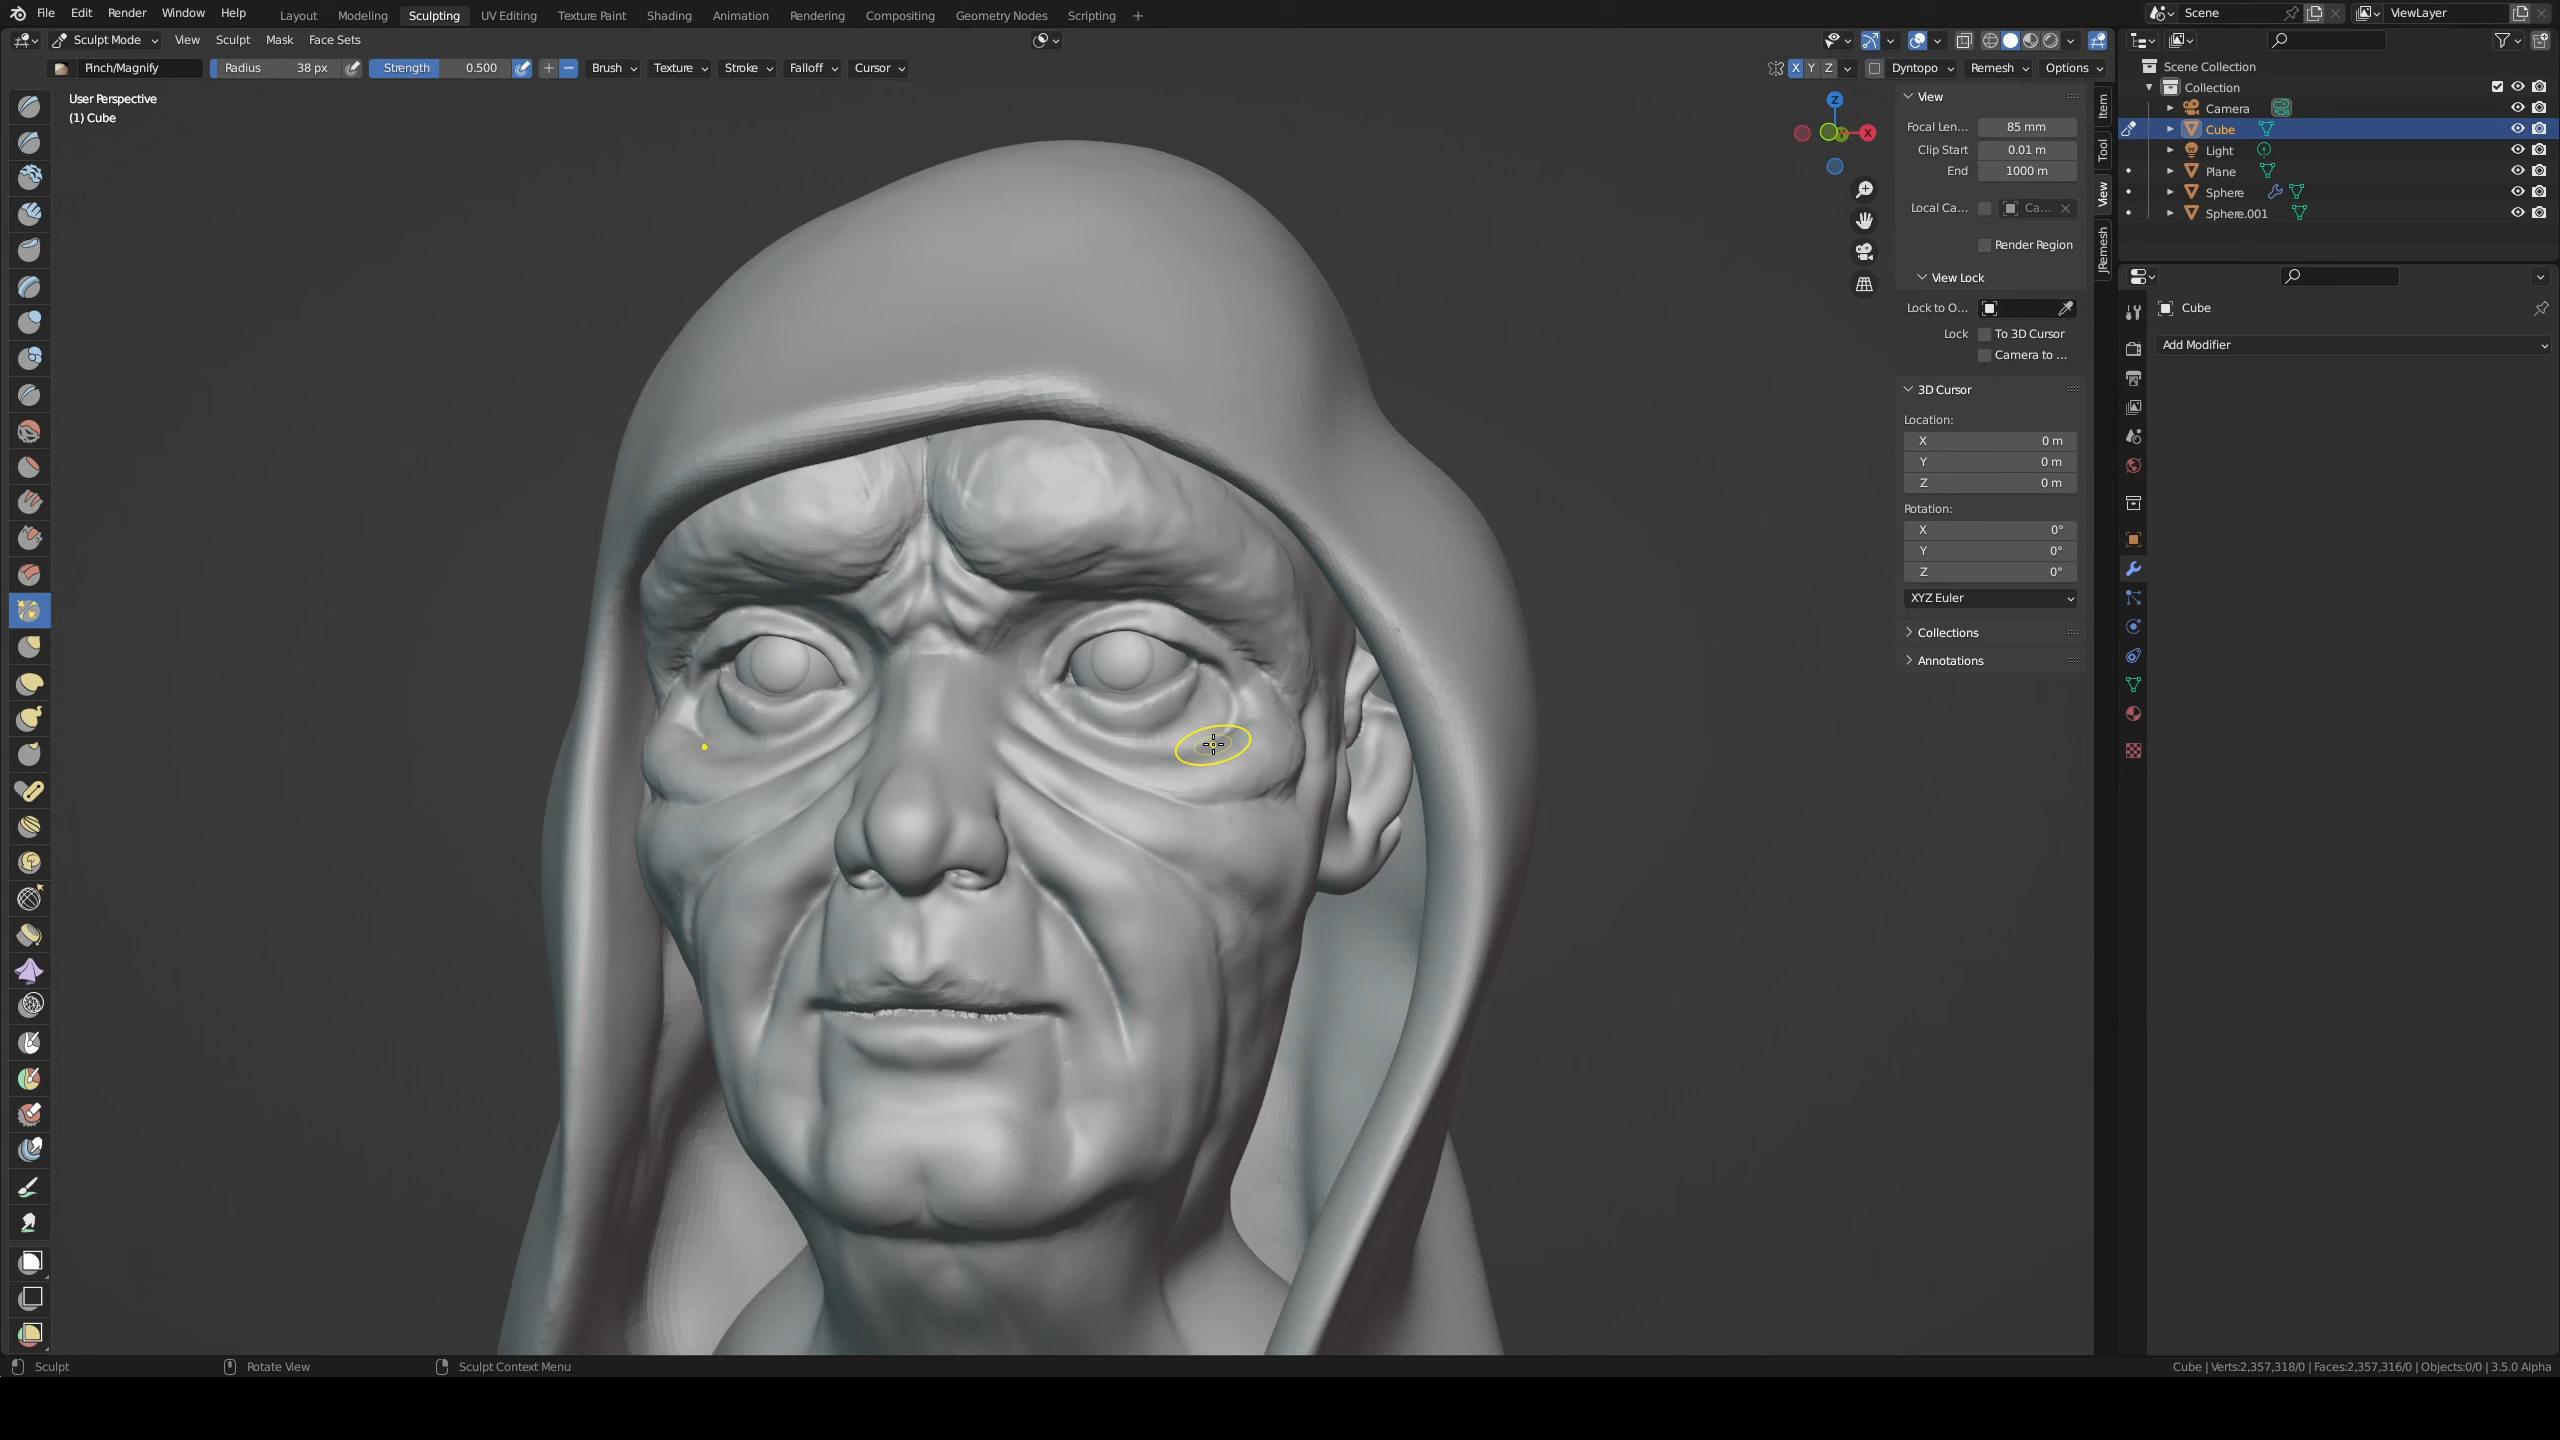 File Edit Render Window Help Layout Modeling Sculpting UV Editing Texture Paint Shading Animation Rendering Compositing Geometry Nodes Scripting + Scene ViewLayer
Sculpt Mode View Sculpt Mask Face Sets
Pinch/Magnify Radius 38 px Strength 0.500 Brush Texture Stroke Falloff Cursor X Y Z Dyntopo Remesh Options
User Perspective
(1) Cube
Z
X
View
Focal Len... 85 mm
Clip Start 0.01 m
End 1000 m
Local Ca... Ca...
Render Region
View Lock
Lock to O...
Lock To 3D Cursor
Camera to ...
3D Cursor
Location:
X 0 m
Y 0 m
Z 0 m
Rotation:
X 0°
Y 0°
Z 0°
XYZ Euler
Collections
Annotations
Item
Tool
View
JRemesh
Scene Collection
Collection
Camera
Cube
Light
Plane
Sphere
Sphere.001
Cube
Add Modifier
Sculpt Rotate View Sculpt Context Menu Cube | Verts:2,357,318/0 | Faces:2,357,316/0 | Objects:0/0 | 3.5.0 Alpha